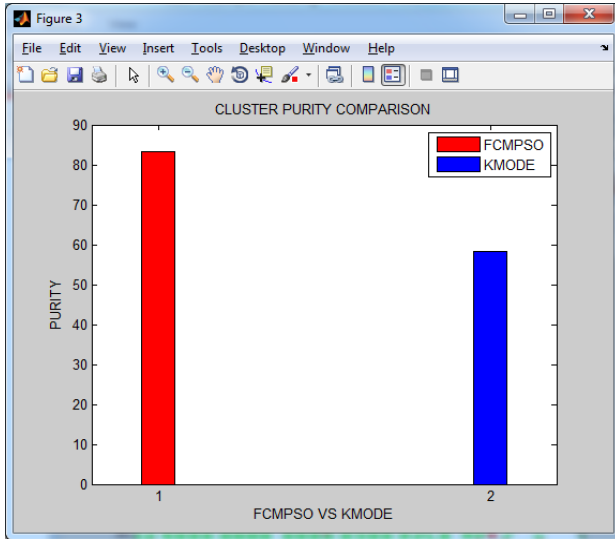 Figure 3
File Edit View Insert Tools Desktop Window Help
CLUSTER PURITY COMPARISON
90
80
70
60
50
40
30
20
10
0
PURITY
FCMPSO
KMODE
1 2
FCMPSO VS KMODE